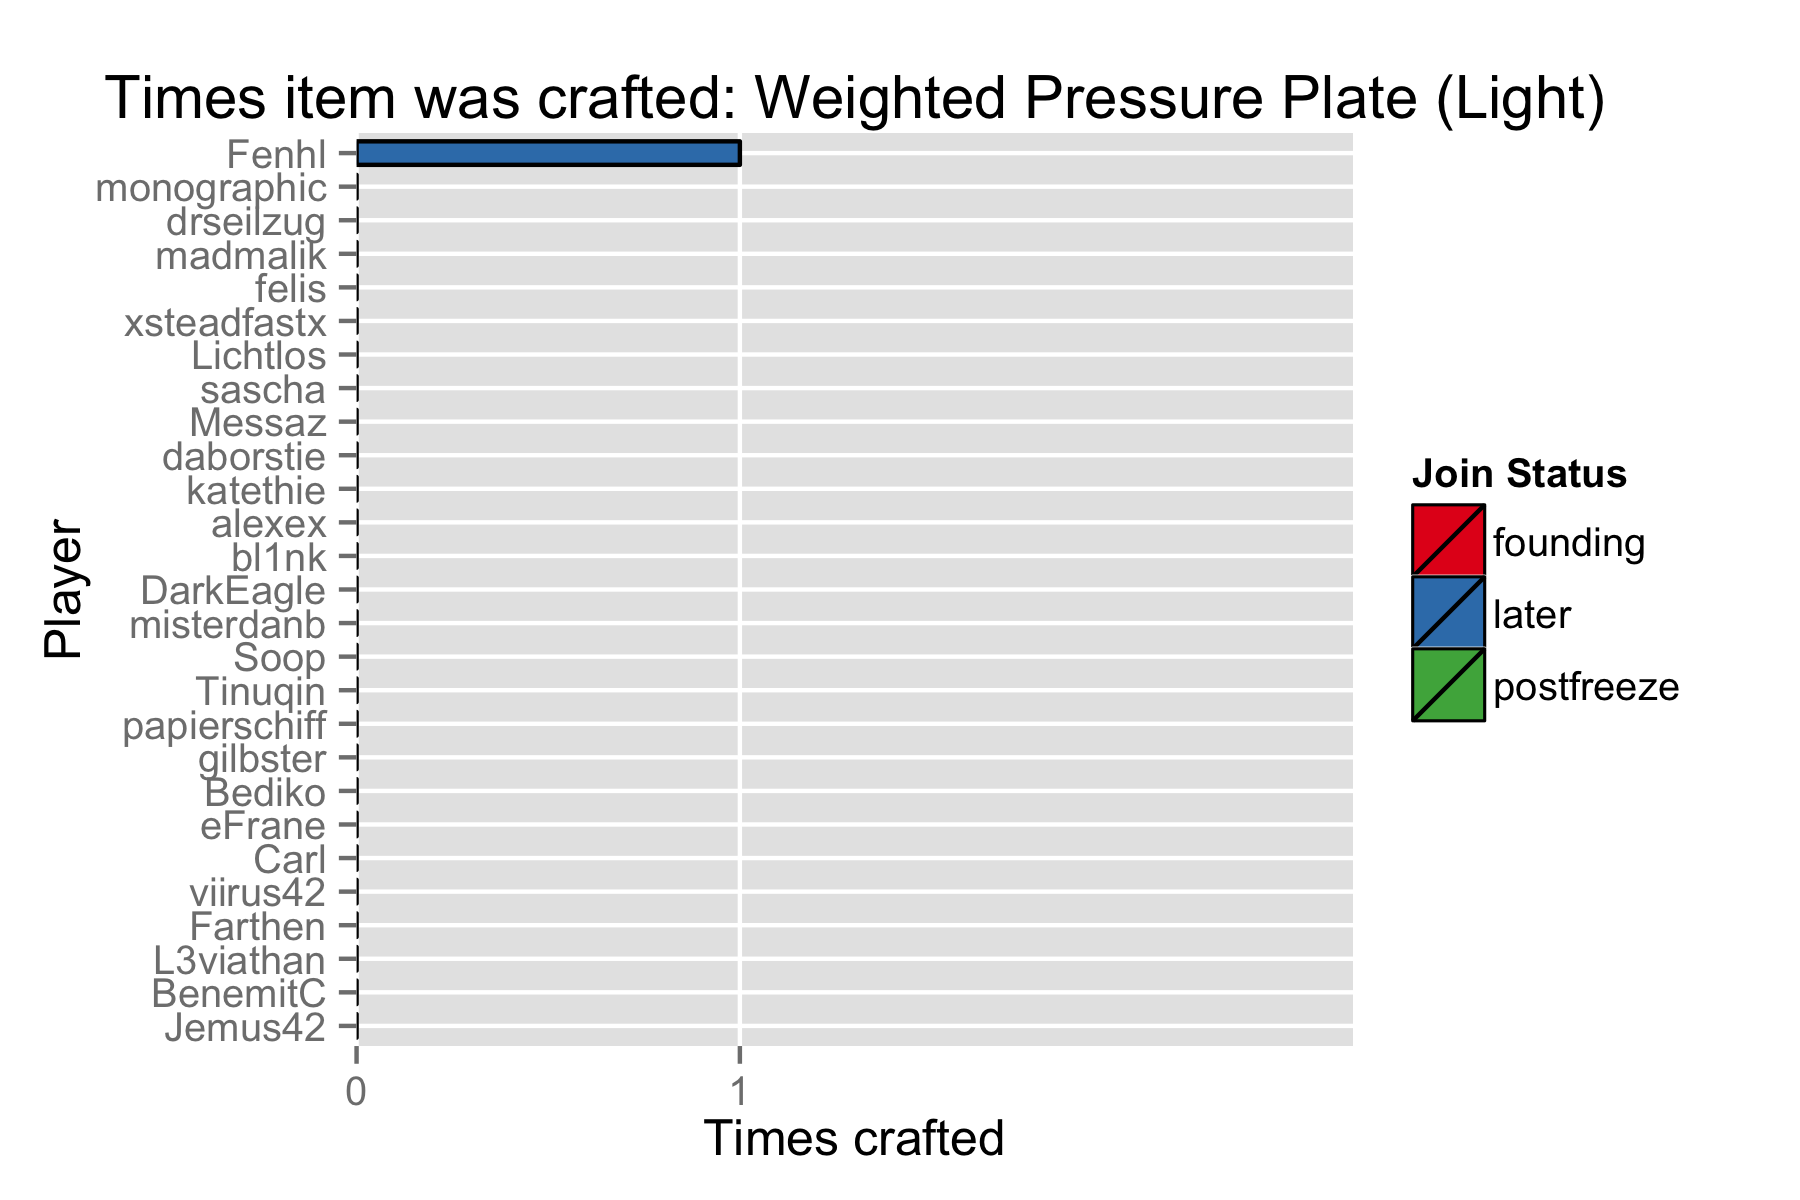 Times item was crafted: Weighted Pressure Plate (Light)
Fenhl
monographic
drseilzug
madmalik
felis
xsteadfastx
Lichtlos
sascha
Messaz
daborstie
katethie
alexex
bl1nk
DarkEagle
misterdanb
Soop
Tinuqin
papierschiff
gilbster
Bediko
eFrane
Carl
viirus42
Farthen
L3viathan
BenemitC
Jemus42
Player
0 1
Times crafted
Join Status
founding
later
postfreeze